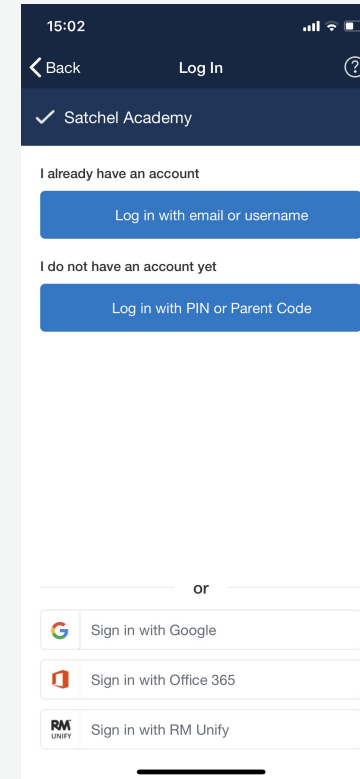 15:02
Back
Log In
?
Satchel Academy
I already have an account
Log in with email or username
I do not have an account yet
Log in with PIN or Parent Code
or
G
Sign in with Google
Sign in with Office 365
RM
UNIFY
Sign in with RM Unify